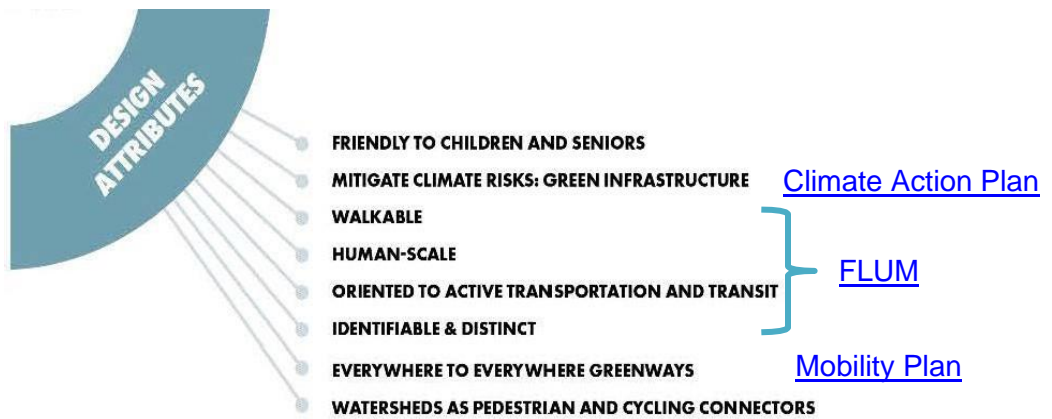 DESIGN
ATTRIBUTES
FRIENDLY TO CHILDREN AND SENIORS
MITIGATE CLIMATE RISKS: GREEN INFRASTRUCTURE
Climate Action Plan
WALKABLE
HUMAN-SCALE
ORIENTED TO ACTIVE TRANSPORTATION AND TRANSIT
FLUM
IDENTIFIABLE & DISTINCT
EVERYWHERE TO EVERYWHERE GREENWAYS
Mobility Plan
WATERSHEDS AS PEDESTRIAN AND CYCLING CONNECTORS